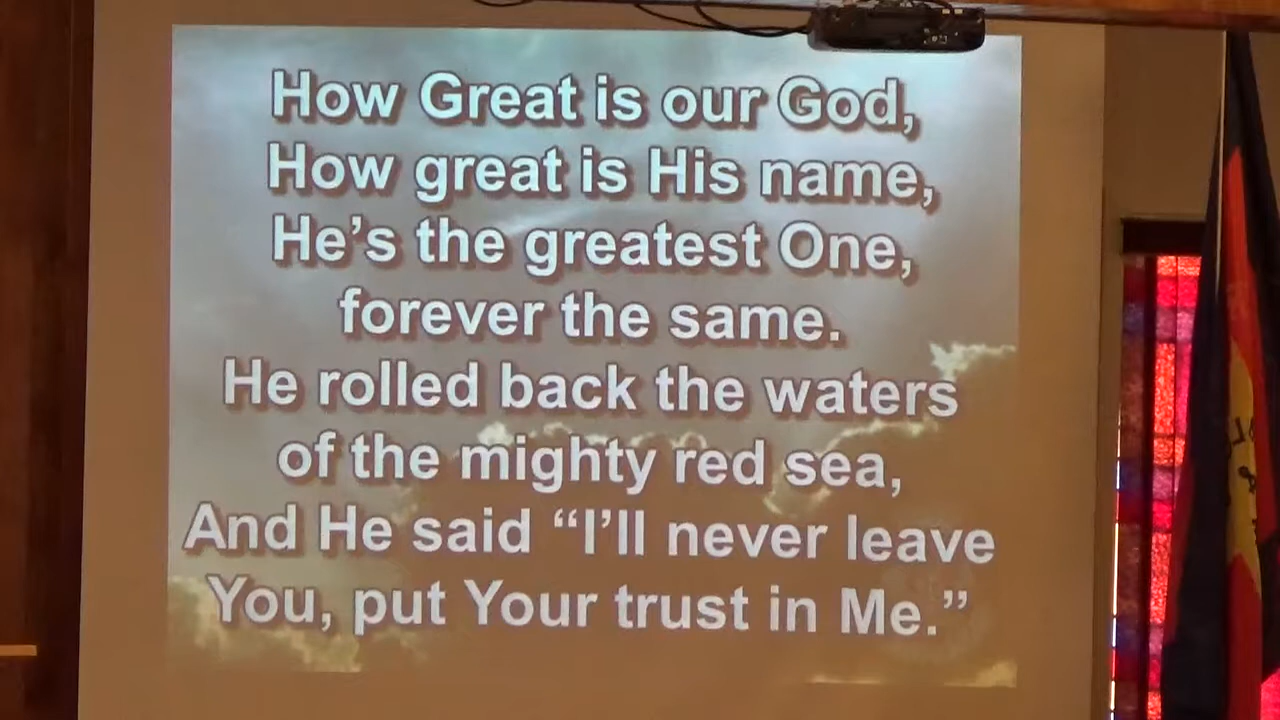 How Great is our God,
How great is His name,
He's the greatest One,
forever the same.
He rolled back the waters
of the mighty red sea,
And He said “I’ll never leave
You, put Your trust in Me.”